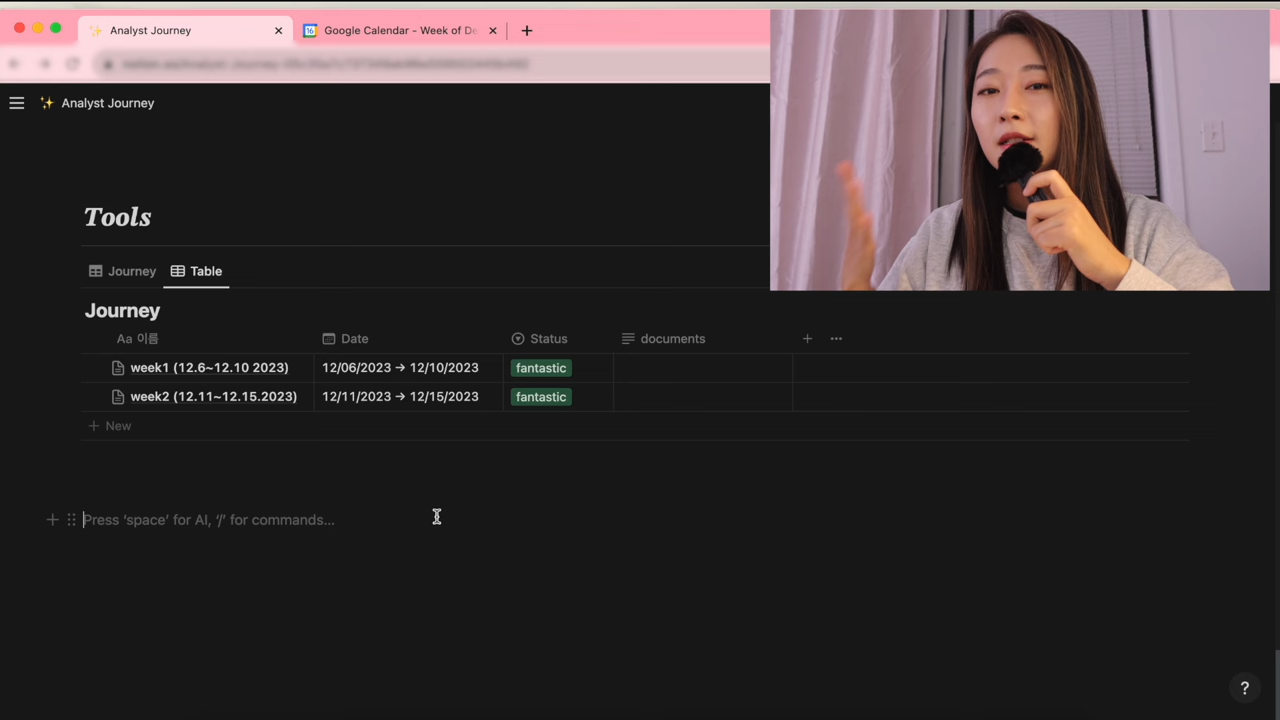 Analyst Journey
Google Calendar - Week of De
Analyst Journey
Tools
Journey
Table
Journey
Aa 이름
Date
Status
documents
week1 (12.6~12.10 2023)
12/06/2023 → 12/10/2023
fantastic
week2 (12.11~12.15.2023)
12/11/2023 → 12/15/2023
fantastic
New
Press ‘space’ for AI, ‘/’ for commands…
?